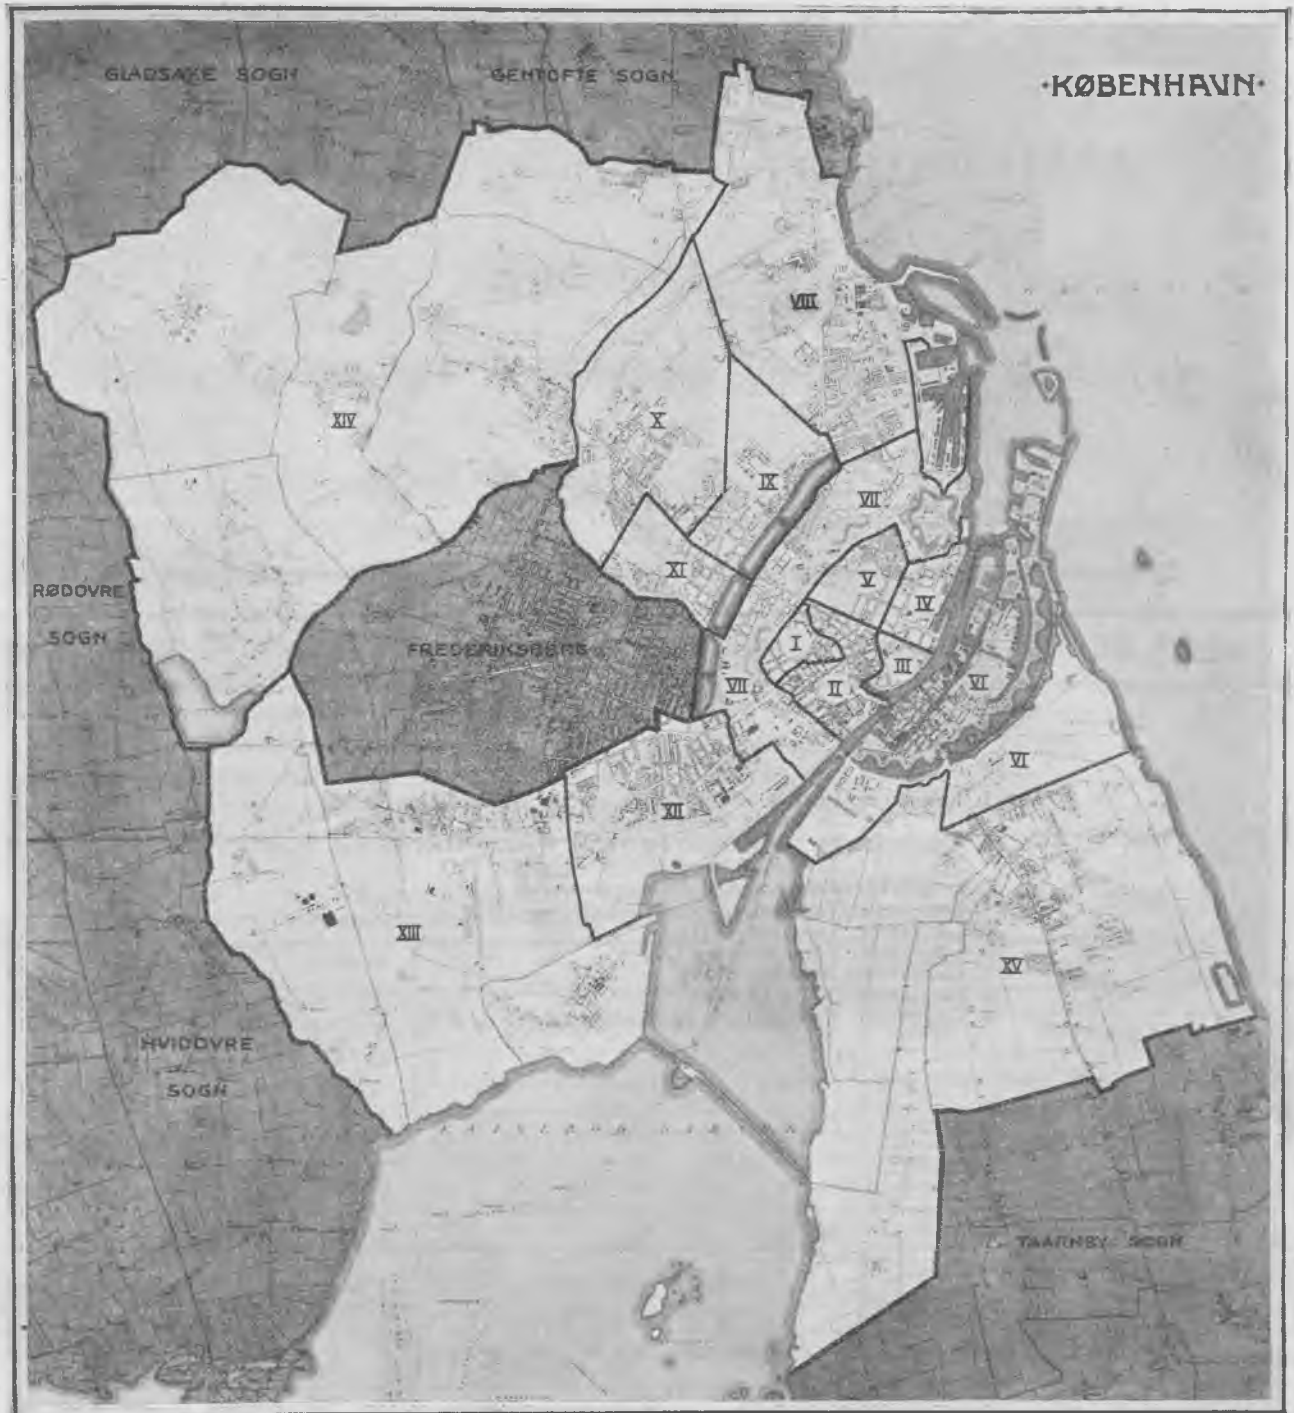 GLADSAXE SOGN
GENTOFTE SOGN
·KØBENHAVN·
VIII
XIV
X
IX
VII
XI
V
IV
RØDOVRE
SOGN
FREDERIKSBERG
I
III
II
VI
VII
VI
XII
XIII
XV
HVIDOVRE
SOGN
TAARNBY SOGN